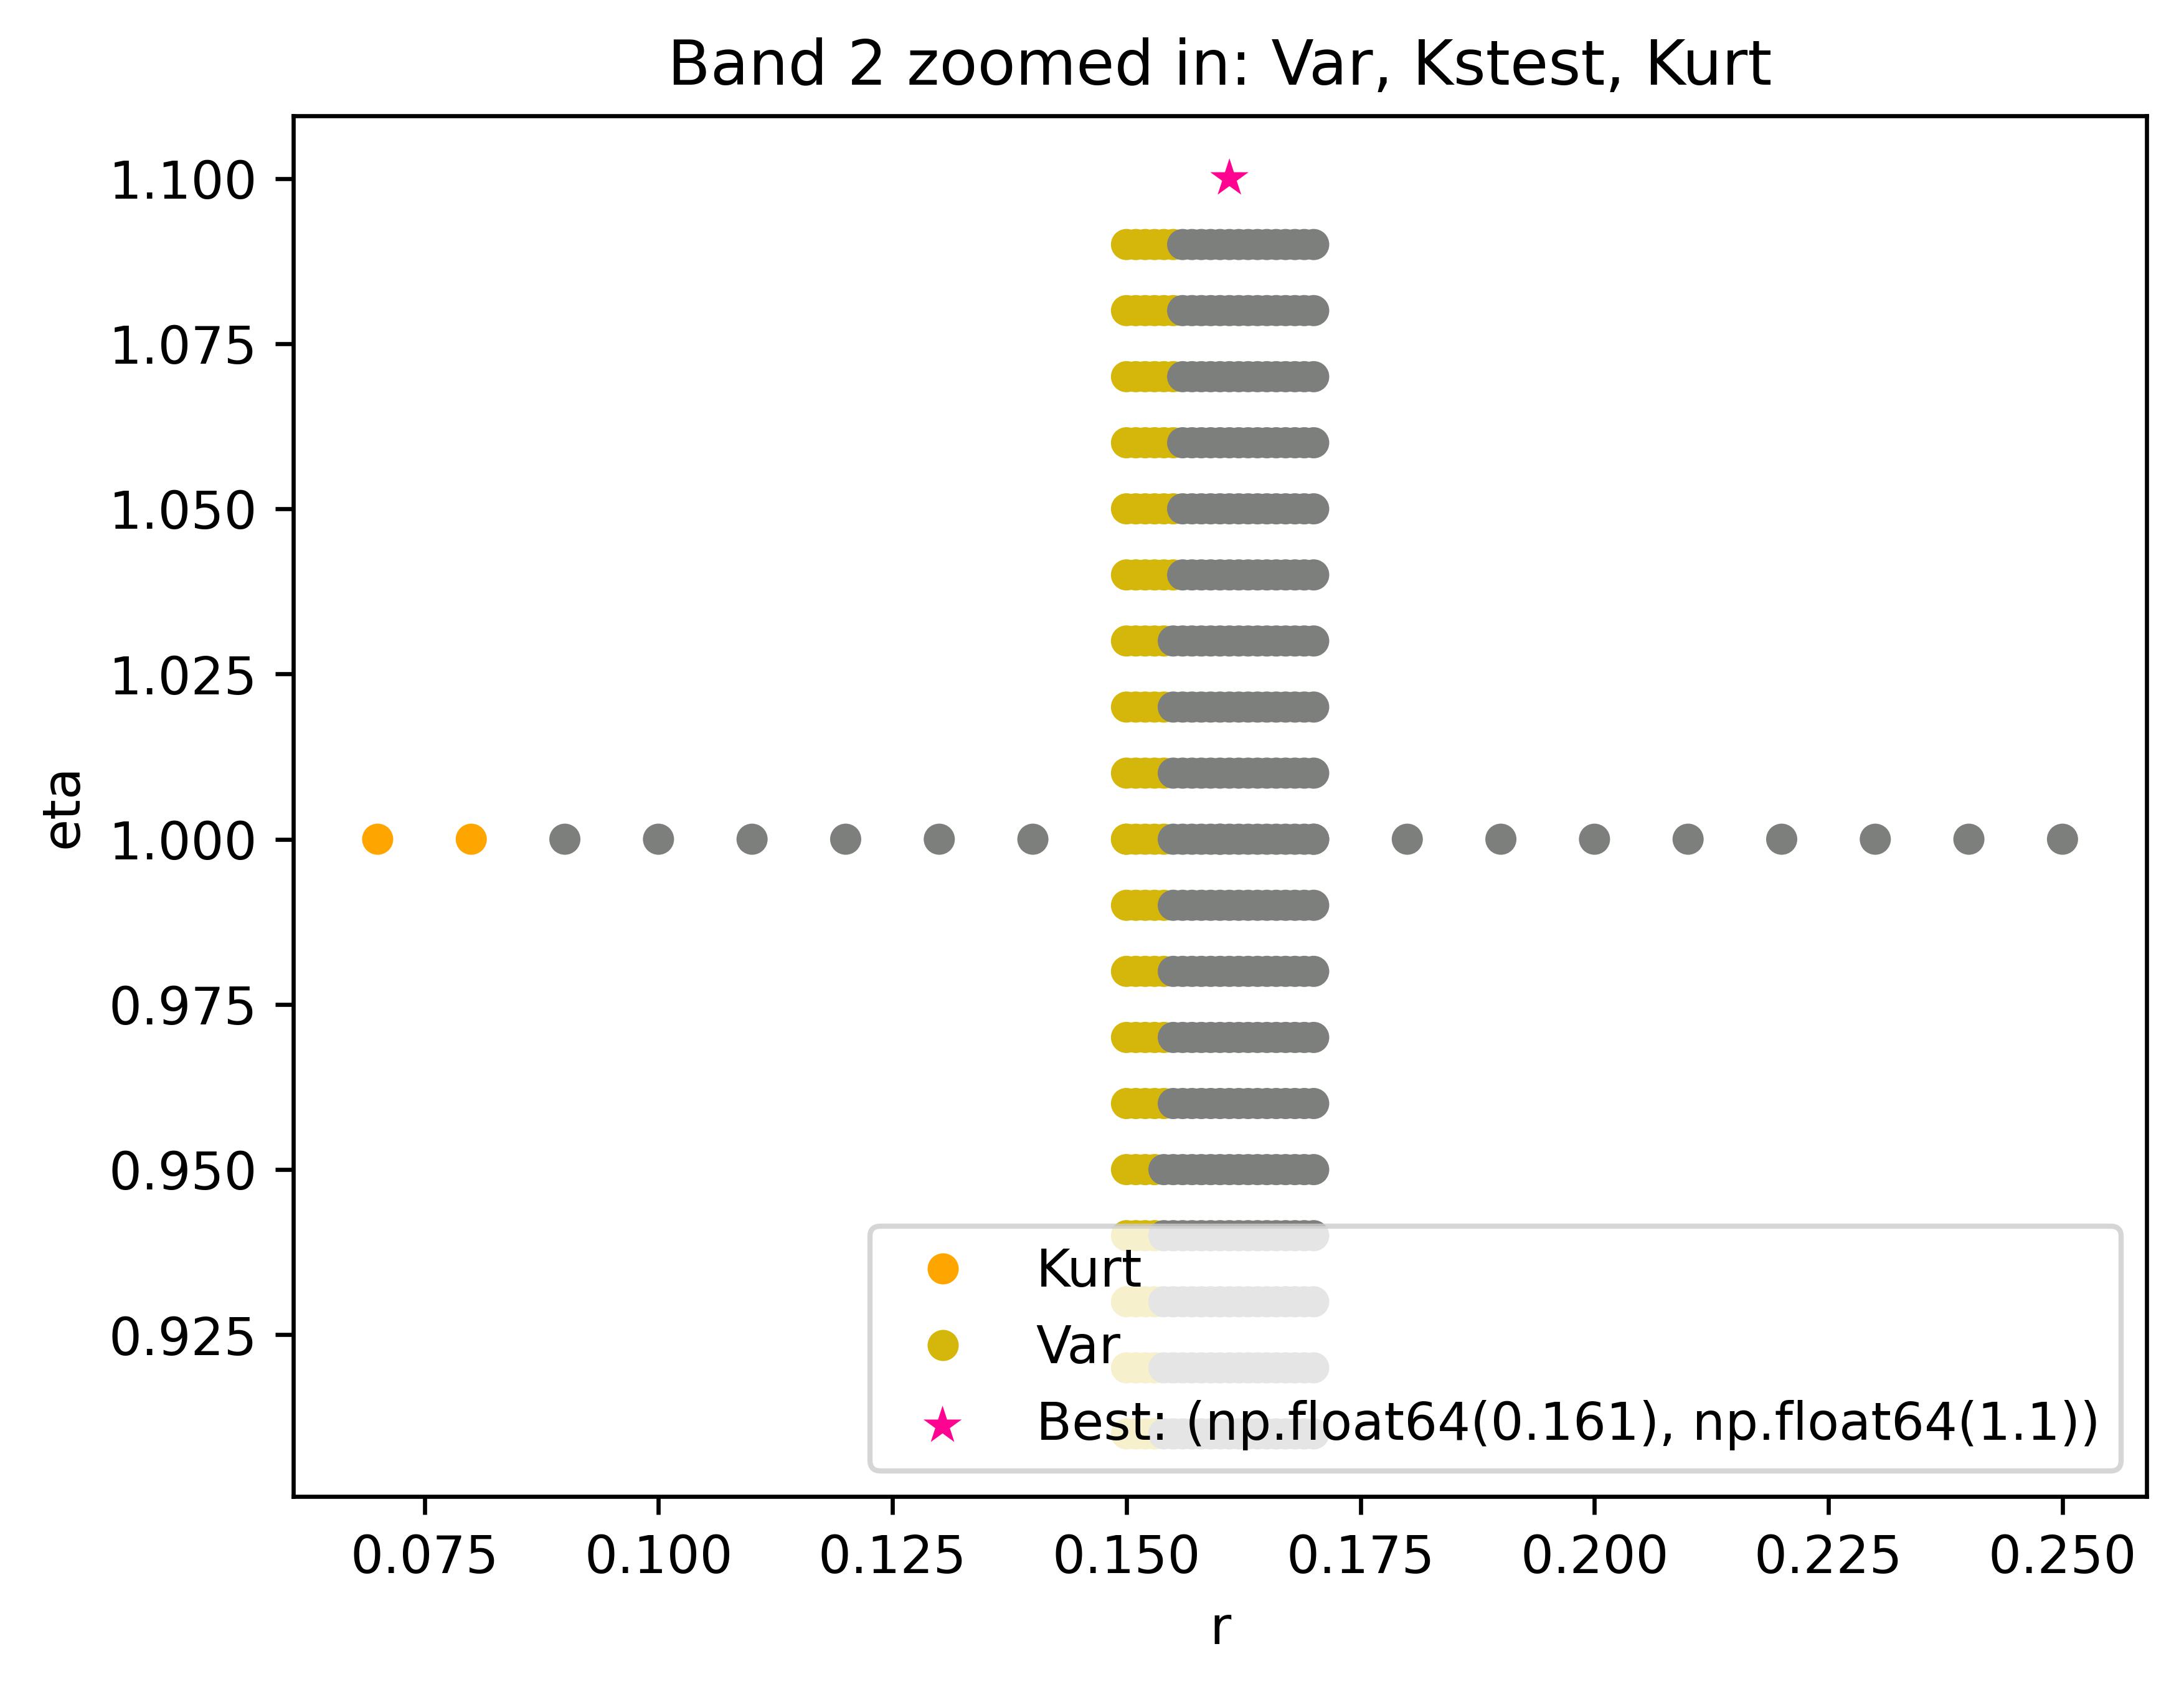 Band 2 zoomed in: Var, Kstest, Kurt
1.100
1.075
1.050
1.025
1.000
0.975
0.950
0.925
eta
Kurt
Var
Best: (np.float64(0.161), np.float64(1.1))
0.075 0.100 0.125 0.150 0.175 0.200 0.225 0.250
r